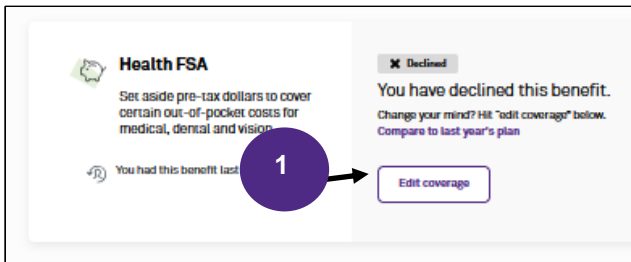 Health FSA
Set aside pre-tax dollars to cover
certain out-of-pocket costs for
medical, dental and vision
You had this benefit last
1
✖ Declined
You have declined this benefit.
Change your mind? Hit "edit coverage" below.
Compare to last year's plan
Edit coverage